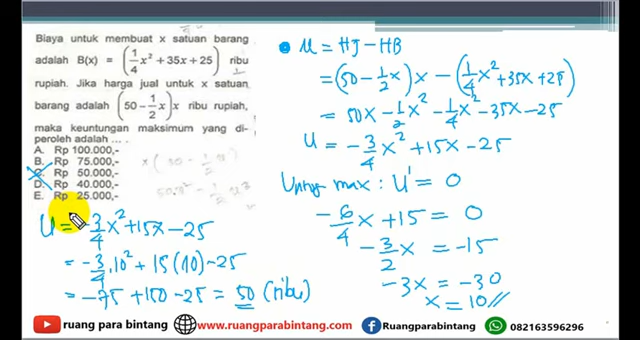 Biaya untuk membuat x satuan barang
adalah B(x) = (1/4 x² + 35x + 25) ribu
rupiah. Jika harga jual untuk x satuan
barang adalah (50 – 1/2 x)x ribu rupiah,
maka keuntungan maksimum yang di-
peroleh adalah ... .
A. Rp 100.000,-
B. Rp 75.000,-
C. Rp 50.000,-
D. Rp 40.000,-
E. Rp 25.000,-
U = -3/4 x² + 15x - 25
= -3/4 . 10² + 15(10) - 25
= -75 + 150 - 25 = 50 (ribu)
U = HJ - HB
= (50 - 1/2 x) x - (1/4 x² + 35x + 25)
= 50x - 1/2 x² - 1/4 x² - 35x - 25
U = -3/4 x² + 15x - 25
Untung max : U' = 0
-6/4 x + 15 = 0
-3/2 x = -15
-3x = -30
x = 10 //
ruang para bintang
www.ruangparabintang.com
Ruangparabintang
082163596296